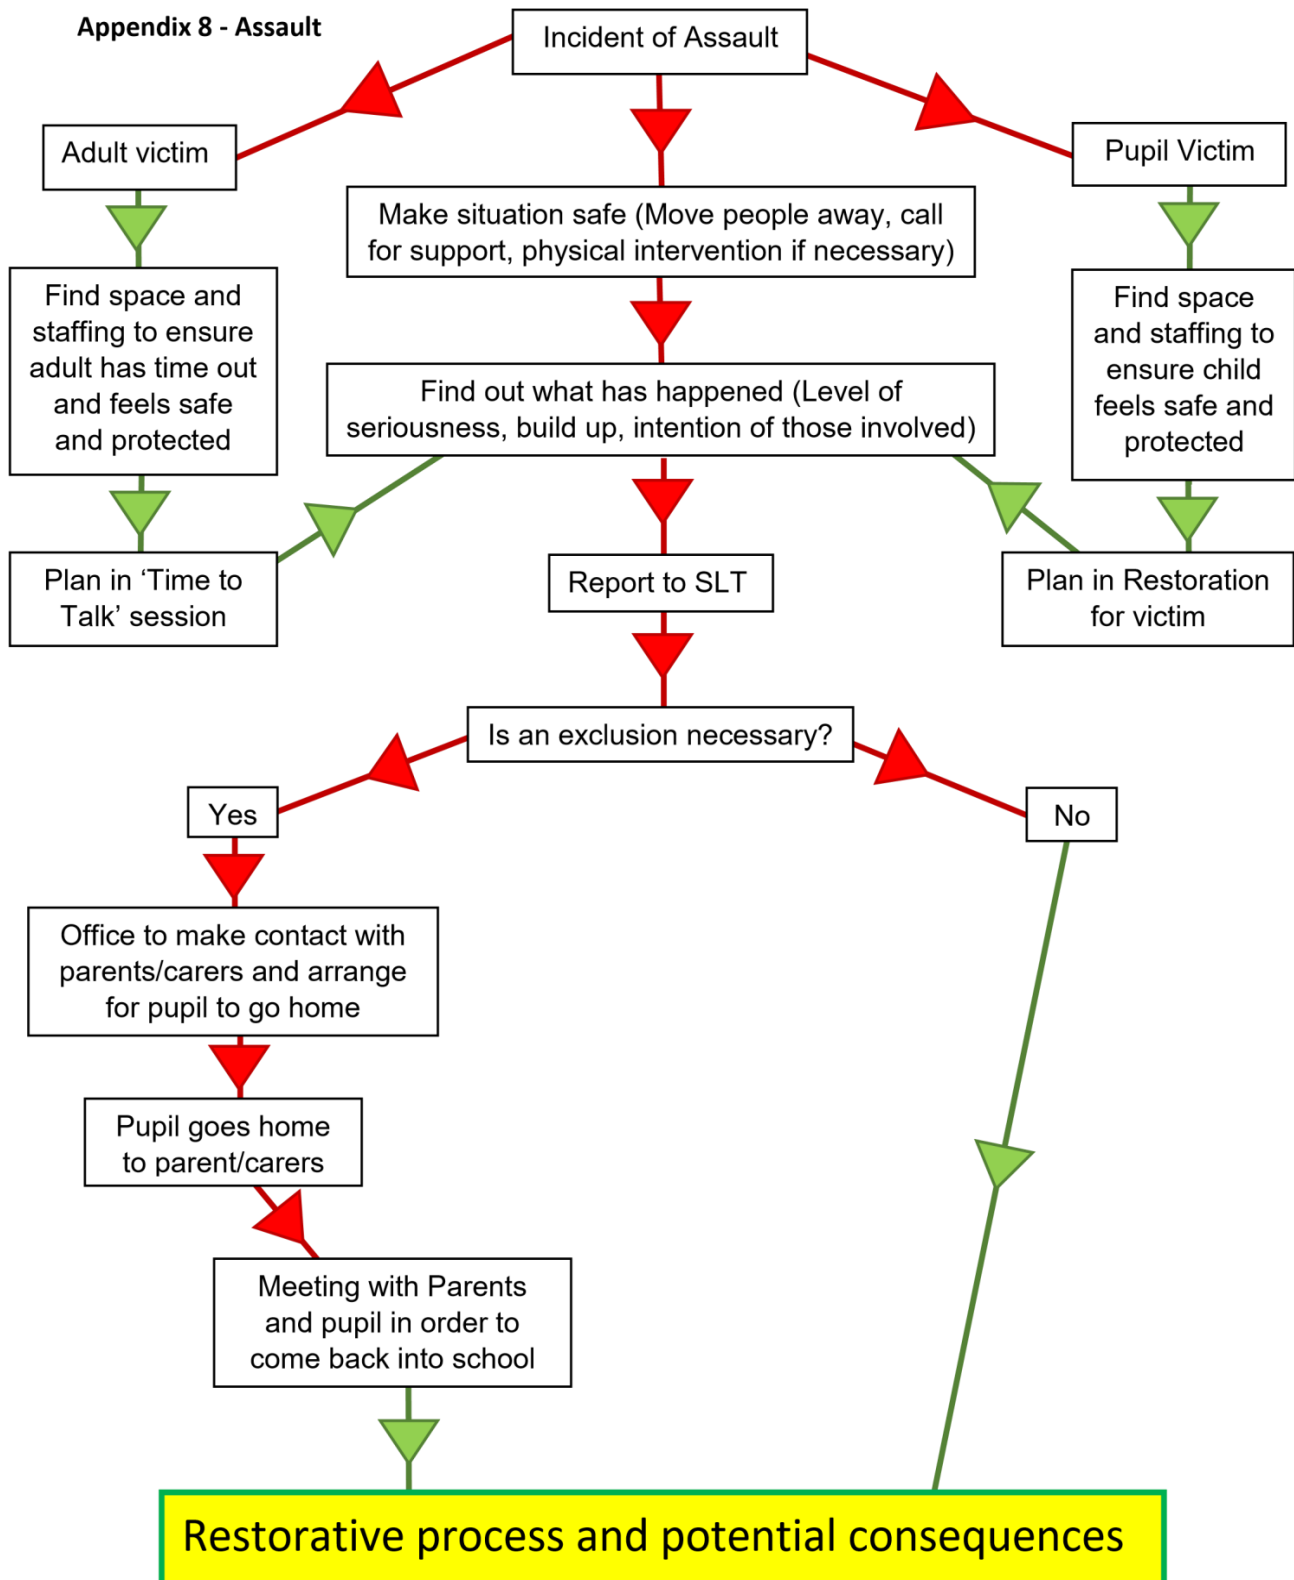 Appendix 8 - Assault
Incident of Assault
Adult victim
Pupil Victim
Make situation safe (Move people away, call
for support, physical intervention if necessary)
Find space and
staffing to ensure
adult has time out
and feels safe
and protected
Find space
and staffing to
ensure child
feels safe and
protected
Find out what has happened (Level of
seriousness, build up, intention of those involved)
Plan in ‘Time to
Talk’ session
Report to SLT
Plan in Restoration
for victim
Is an exclusion necessary?
Yes
No
Office to make contact with
parents/carers and arrange
for pupil to go home
Pupil goes home
to parent/carers
Meeting with Parents
and pupil in order to
come back into school
Restorative process and potential consequences